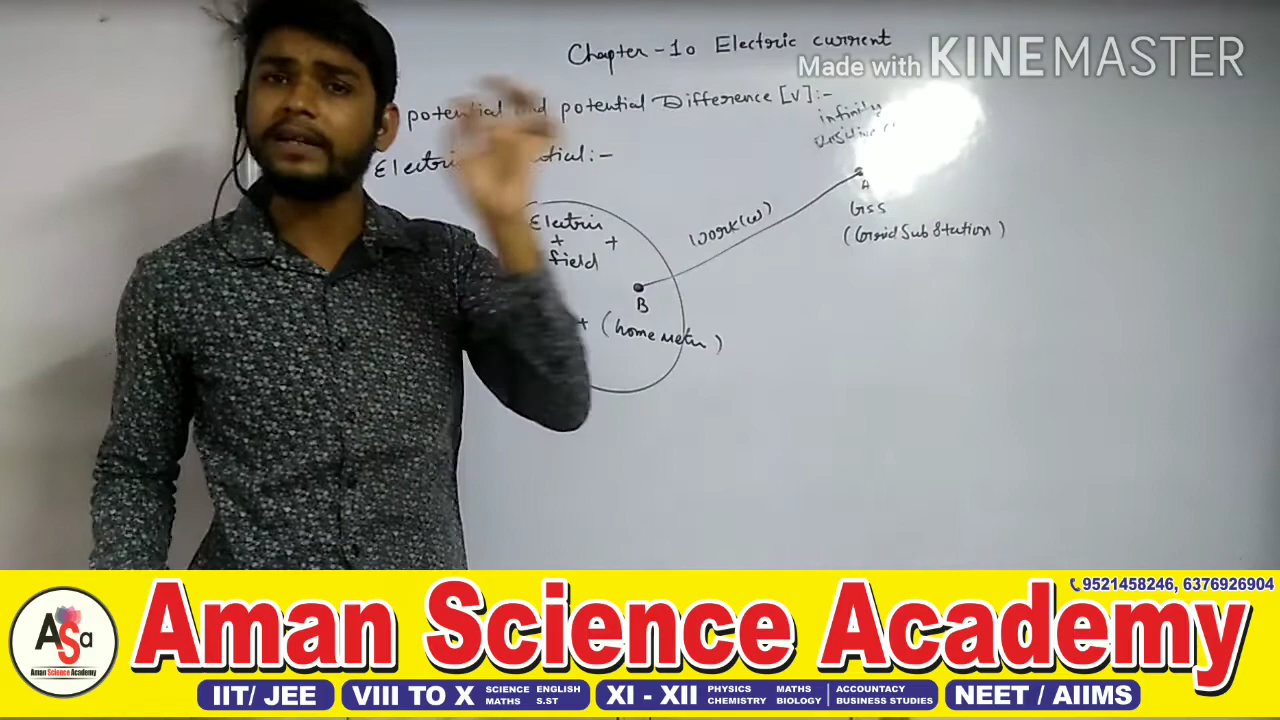 Chapter-10 Electric current
Made with KINEMASTER
potential and potential Difference [V]:-
infinity
Electric :-
Electric
+ +
field
work(w)
A
GSS
(Grid Sub Station)
B
+ (home meter)
9521458246, 6376926904
ASa
Aman Science Academy
Aman Science Academy
IIT/ JEE
VIII TO X SCIENCE ENGLISH MATHS S.ST
XI - XII PHYSICS MATHS CHEMISTRY BIOLOGY ACCOUNTACY BUSINESS STUDIES
NEET / AIIMS